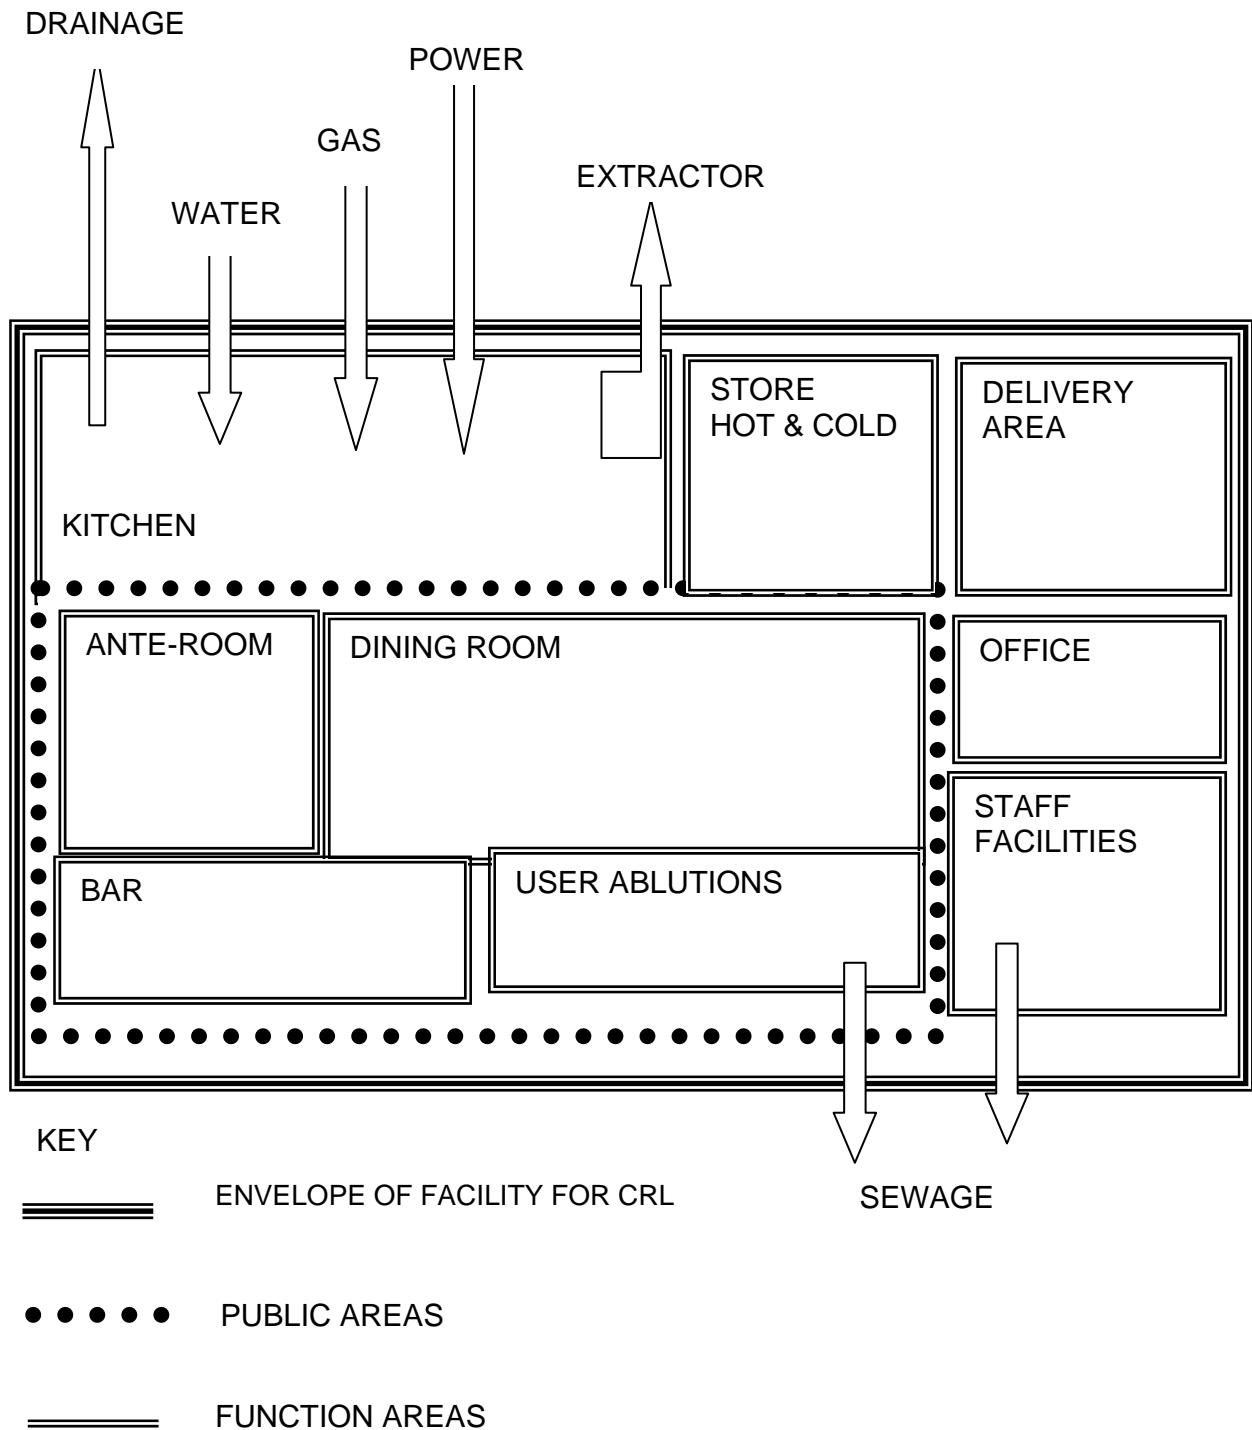 DRAINAGE
POWER
GAS
EXTRACTOR
WATER
STORE
HOT & COLD
DELIVERY
AREA
KITCHEN
ANTE-ROOM
DINING ROOM
OFFICE
STAFF
FACILITIES
BAR
USER ABLUTIONS
KEY
ENVELOPE OF FACILITY FOR CRL
SEWAGE
PUBLIC AREAS
FUNCTION AREAS